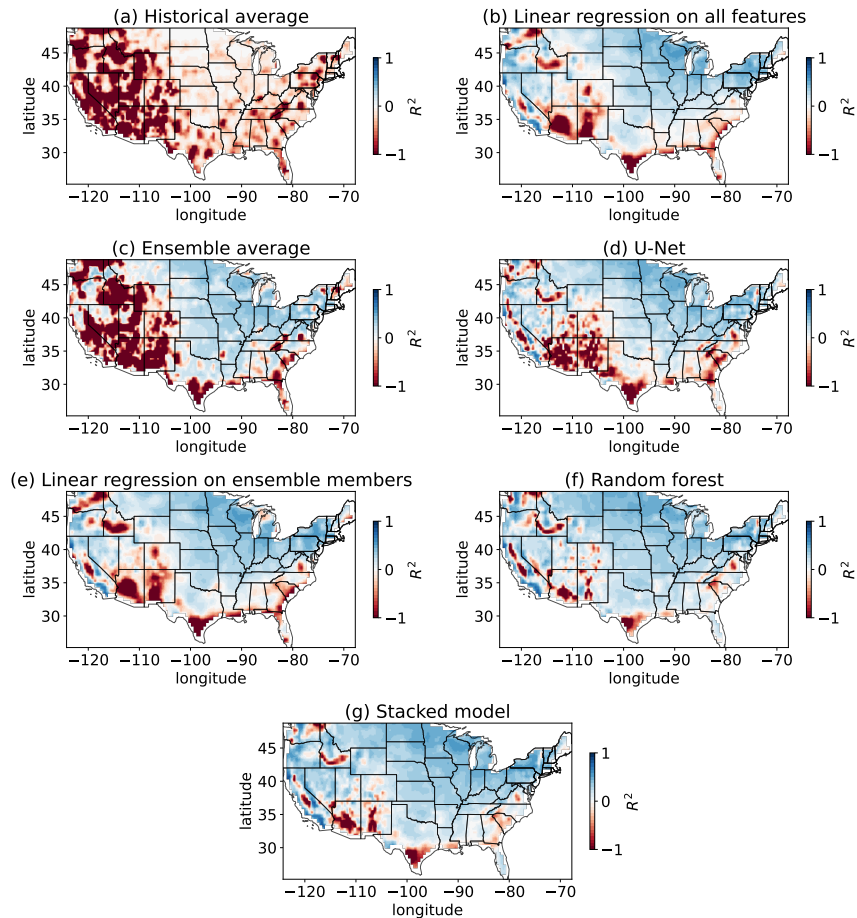 (a) Historical average
latitude
45
40
35
30
−120 −110 −100 −90 −80 −70
longitude
1
0
−1
R²
(b) Linear regression on all features
latitude
45
40
35
30
−120 −110 −100 −90 −80 −70
longitude
1
0
−1
R²
(c) Ensemble average
latitude
45
40
35
30
−120 −110 −100 −90 −80 −70
longitude
1
0
−1
R²
(d) U-Net
latitude
45
40
35
30
−120 −110 −100 −90 −80 −70
longitude
1
0
−1
R²
(e) Linear regression on ensemble members
latitude
45
40
35
30
−120 −110 −100 −90 −80 −70
longitude
1
0
−1
R²
(f) Random forest
latitude
45
40
35
30
−120 −110 −100 −90 −80 −70
longitude
1
0
−1
R²
(g) Stacked model
latitude
45
40
35
30
−120 −110 −100 −90 −80 −70
longitude
1
0
−1
R²